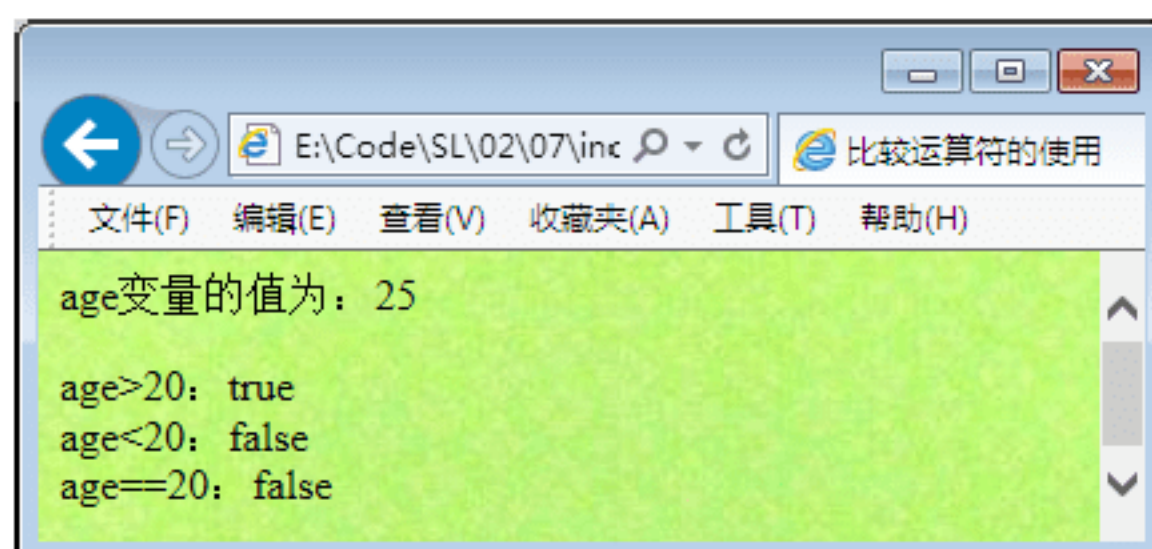 E:\Code\SL\02\07\inc
比较运算符的使用
文件(F) 编辑(E) 查看(V) 收藏夹(A) 工具(T) 帮助(H)
age变量的值为：25
age>20：true
age<20：false
age==20：false